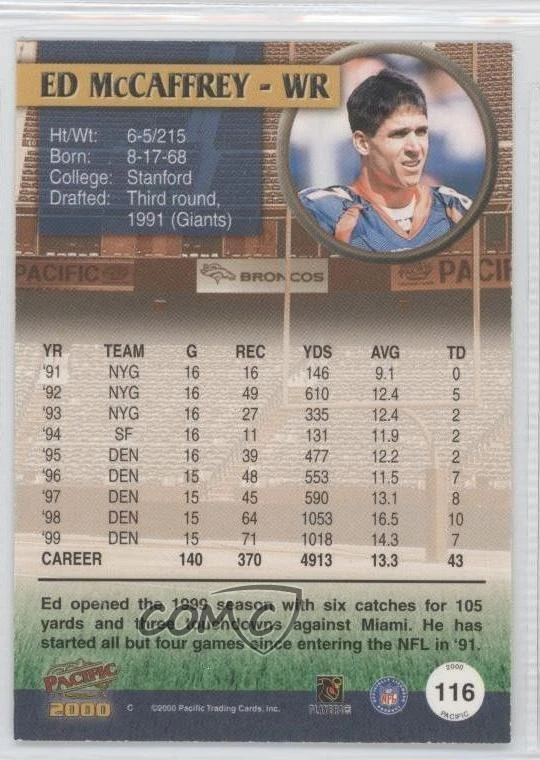 ED McCAFFREY - WR
Ht/Wt: 6-5/215
Born: 8-17-68
College: Stanford
Drafted: Third round,
1991 (Giants)
PACIFIC
BRONCOS
PACIFI
YR TEAM G REC YDS AVG TD
'91 NYG 16 16 146 9.1 0
'92 NYG 16 49 610 12.4 5
'93 NYG 16 27 335 12.4 2
'94 SF 16 11 131 11.9 2
'95 DEN 16 39 477 12.2 2
'96 DEN 15 48 553 11.5 7
'97 DEN 15 45 590 13.1 8
'98 DEN 15 64 1053 16.5 10
'99 DEN 15 71 1018 14.3 7
CAREER 140 370 4913 13.3 43
Ed opened the 1999 season with six catches for 105
yards and three touchdowns against Miami. He has
started all but four games since entering the NFL in '91.
COMC
PACIFIC
2000
C ©2000 Pacific Trading Cards, Inc.
PLAYERS
NFL
2000
116
PACIFIC